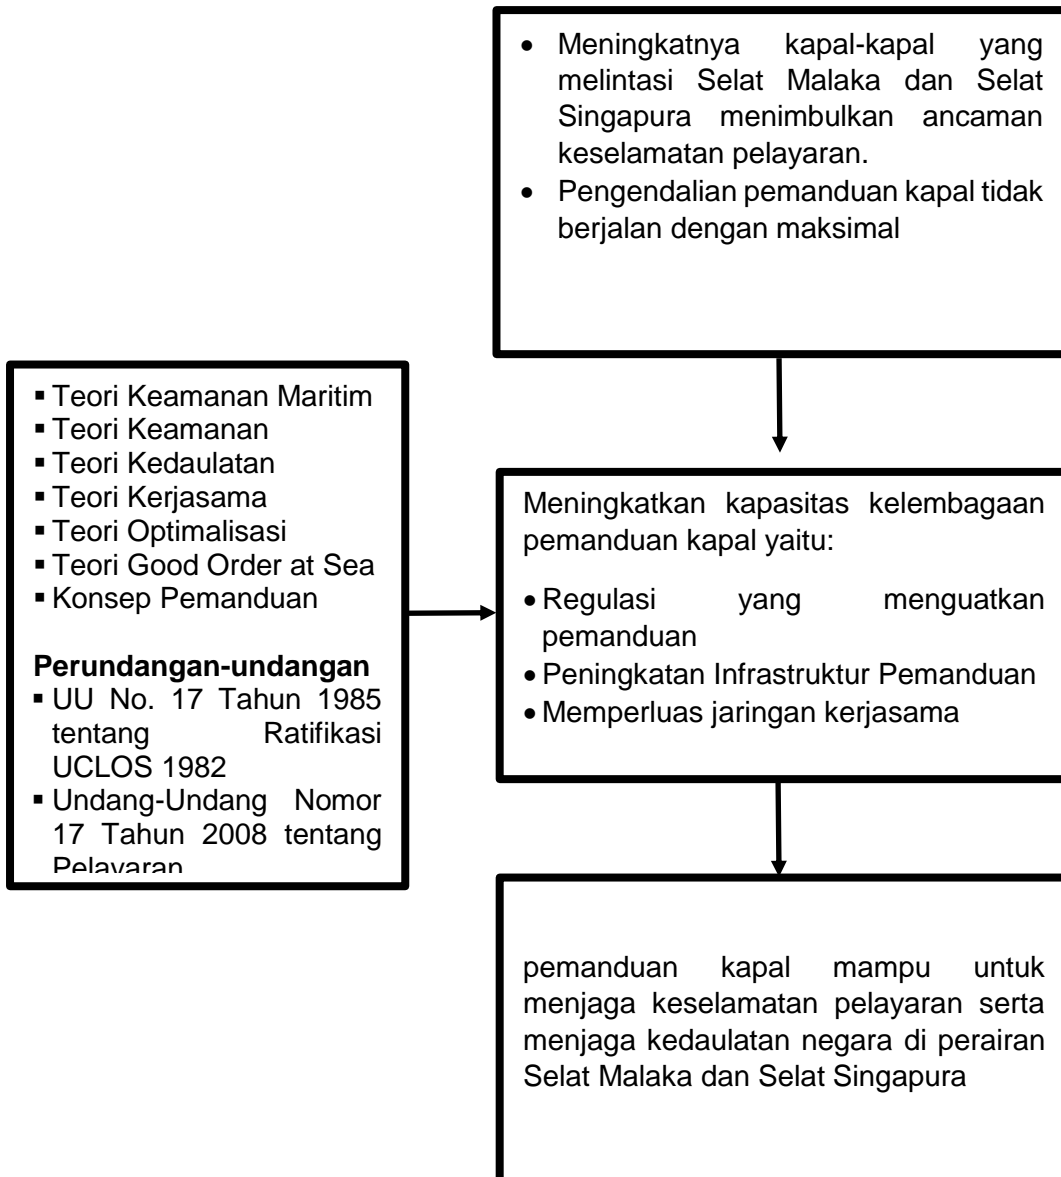 • Meningkatnya kapal-kapal yang
melintasi Selat Malaka dan Selat
Singapura menimbulkan ancaman
keselamatan pelayaran.
• Pengendalian pemanduan kapal tidak
berjalan dengan maksimal
▪ Teori Keamanan Maritim
▪ Teori Keamanan
▪ Teori Kedaulatan
▪ Teori Kerjasama
▪ Teori Optimalisasi
▪ Teori Good Order at Sea
▪ Konsep Pemanduan
Perundangan-undangan
▪ UU No. 17 Tahun 1985
tentang Ratifikasi
UCLOS 1982
▪ Undang-Undang Nomor
17 Tahun 2008 tentang
Pelayaran
Meningkatkan kapasitas kelembagaan
pemanduan kapal yaitu:
• Regulasi yang menguatkan
pemanduan
• Peningkatan Infrastruktur Pemanduan
• Memperluas jaringan kerjasama
pemanduan kapal mampu untuk
menjaga keselamatan pelayaran serta
menjaga kedaulatan negara di perairan
Selat Malaka dan Selat Singapura